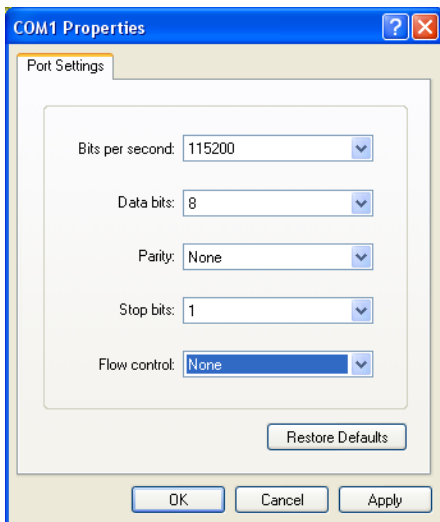 COM1 Properties
Port Settings
Bits per second: 115200
Data bits: 8
Parity: None
Stop bits: 1
Flow control: None
Restore Defaults
OK Cancel Apply